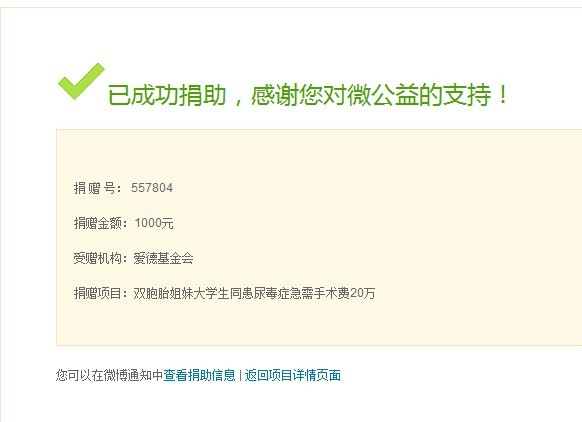 已成功捐助，感谢您对微公益的支持！
捐 赠 号： 557804
捐赠金额：1000元
受赠机构：爱德基金会
捐赠项目：双胞胎姐妹大学生同患尿毒症急需手术费20万
您可以在微博通知中查看捐助信息 | 返回项目详情页面